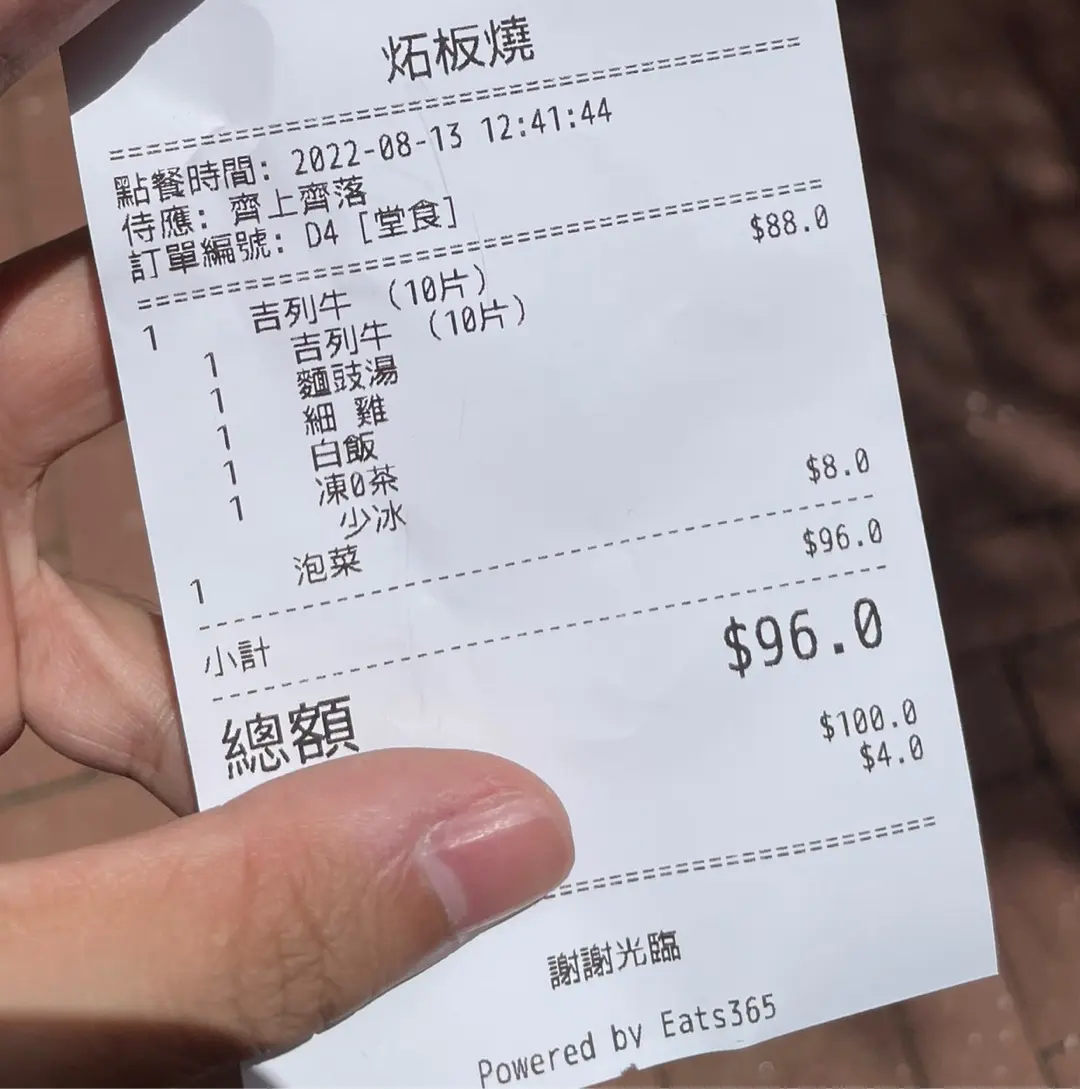 炻板燒
點餐時間: 2022-08-13 12:41:44
侍應: 齊上齊落
訂單編號: D4 [堂食]
1 吉列牛 (10片) $88.0
1 吉列牛 (10片)
1 麵豉湯
1 細 雞
1 白飯
1 凍0茶
少冰
1 泡菜 $8.0
小計 $96.0
總額 $96.0
$100.0
$4.0
謝謝光臨
Powered by Eats365